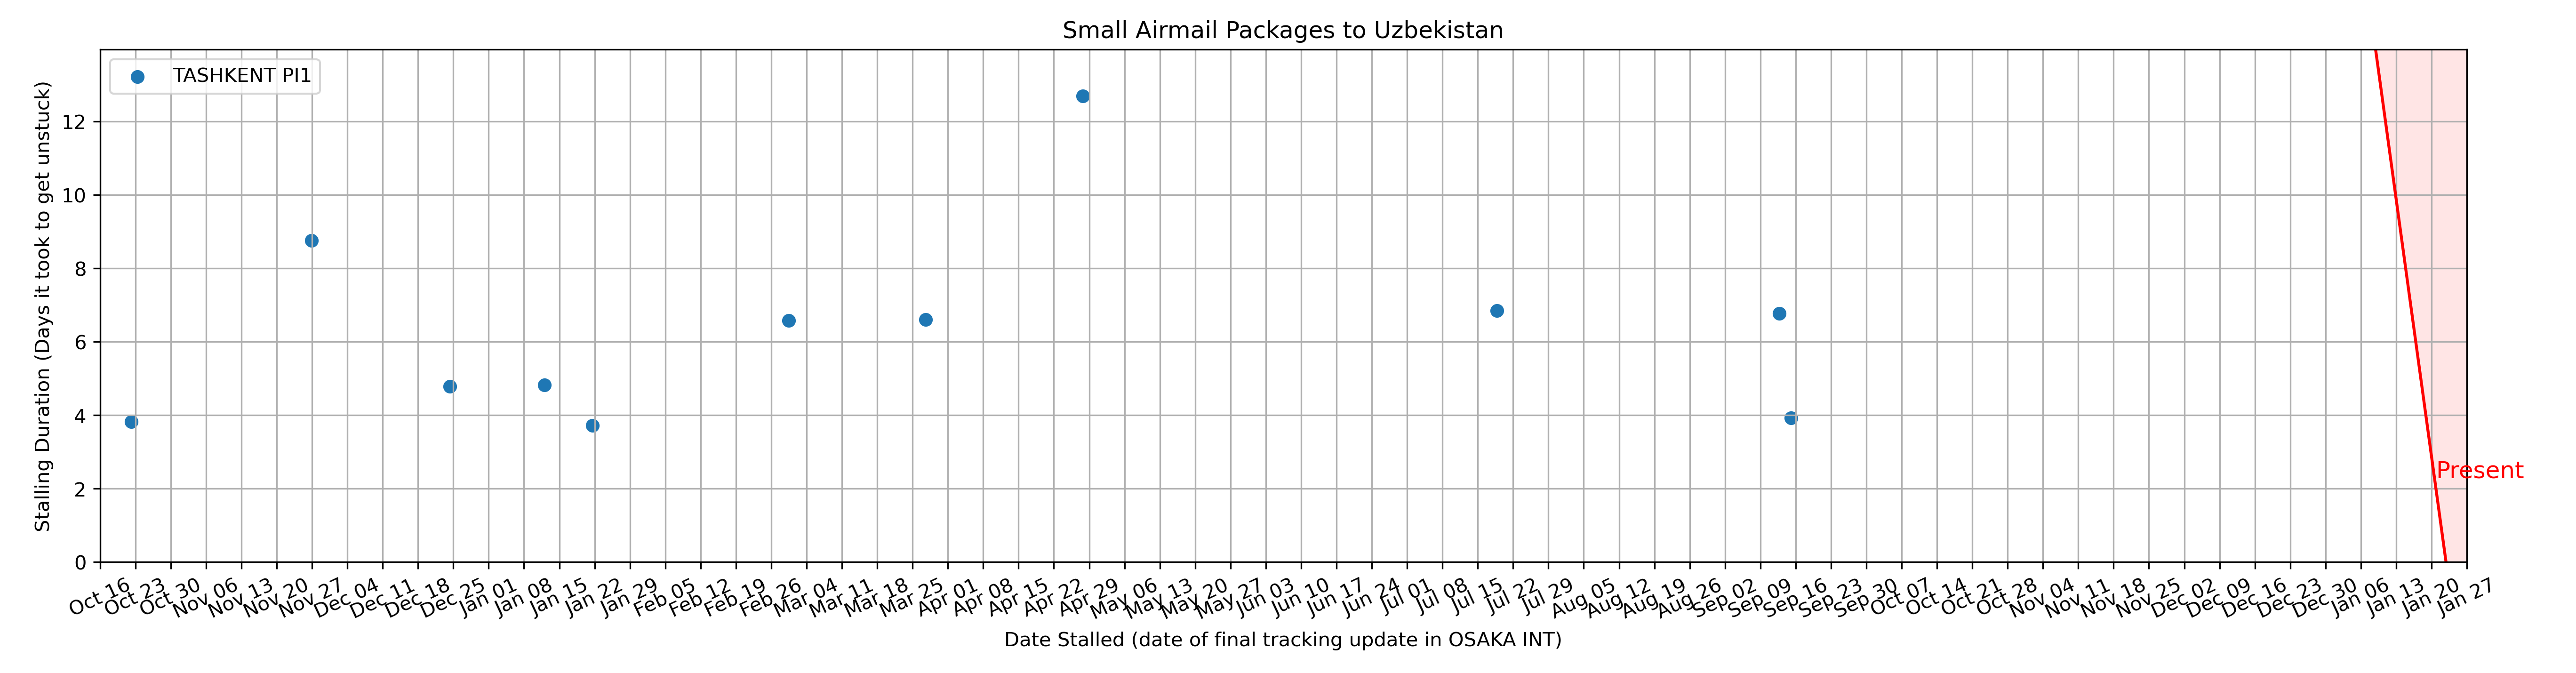 Small Airmail Packages to Uzbekistan
TASHKENT PI1
Stalling Duration (Days it took to get unstuck)
12
10
8
6
4
2
0
Present
Oct 16
Oct 23
Oct 30
Nov 06
Nov 13
Nov 20
Nov 27
Dec 04
Dec 11
Dec 18
Dec 25
Jan 01
Jan 08
Jan 15
Jan 22
Jan 29
Feb 05
Feb 12
Feb 19
Feb 26
Mar 04
Mar 11
Mar 18
Mar 25
Apr 01
Apr 08
Apr 15
Apr 22
Apr 29
May 06
May 13
May 20
May 27
Jun 03
Jun 10
Jun 17
Jun 24
Jul 01
Jul 08
Jul 15
Jul 22
Jul 29
Aug 05
Aug 12
Aug 19
Aug 26
Sep 02
Sep 09
Sep 16
Sep 23
Sep 30
Oct 07
Oct 14
Oct 21
Oct 28
Nov 04
Nov 11
Nov 18
Nov 25
Dec 02
Dec 09
Dec 16
Dec 23
Dec 30
Jan 06
Jan 13
Jan 20
Jan 27
Date Stalled (date of final tracking update in OSAKA INT)